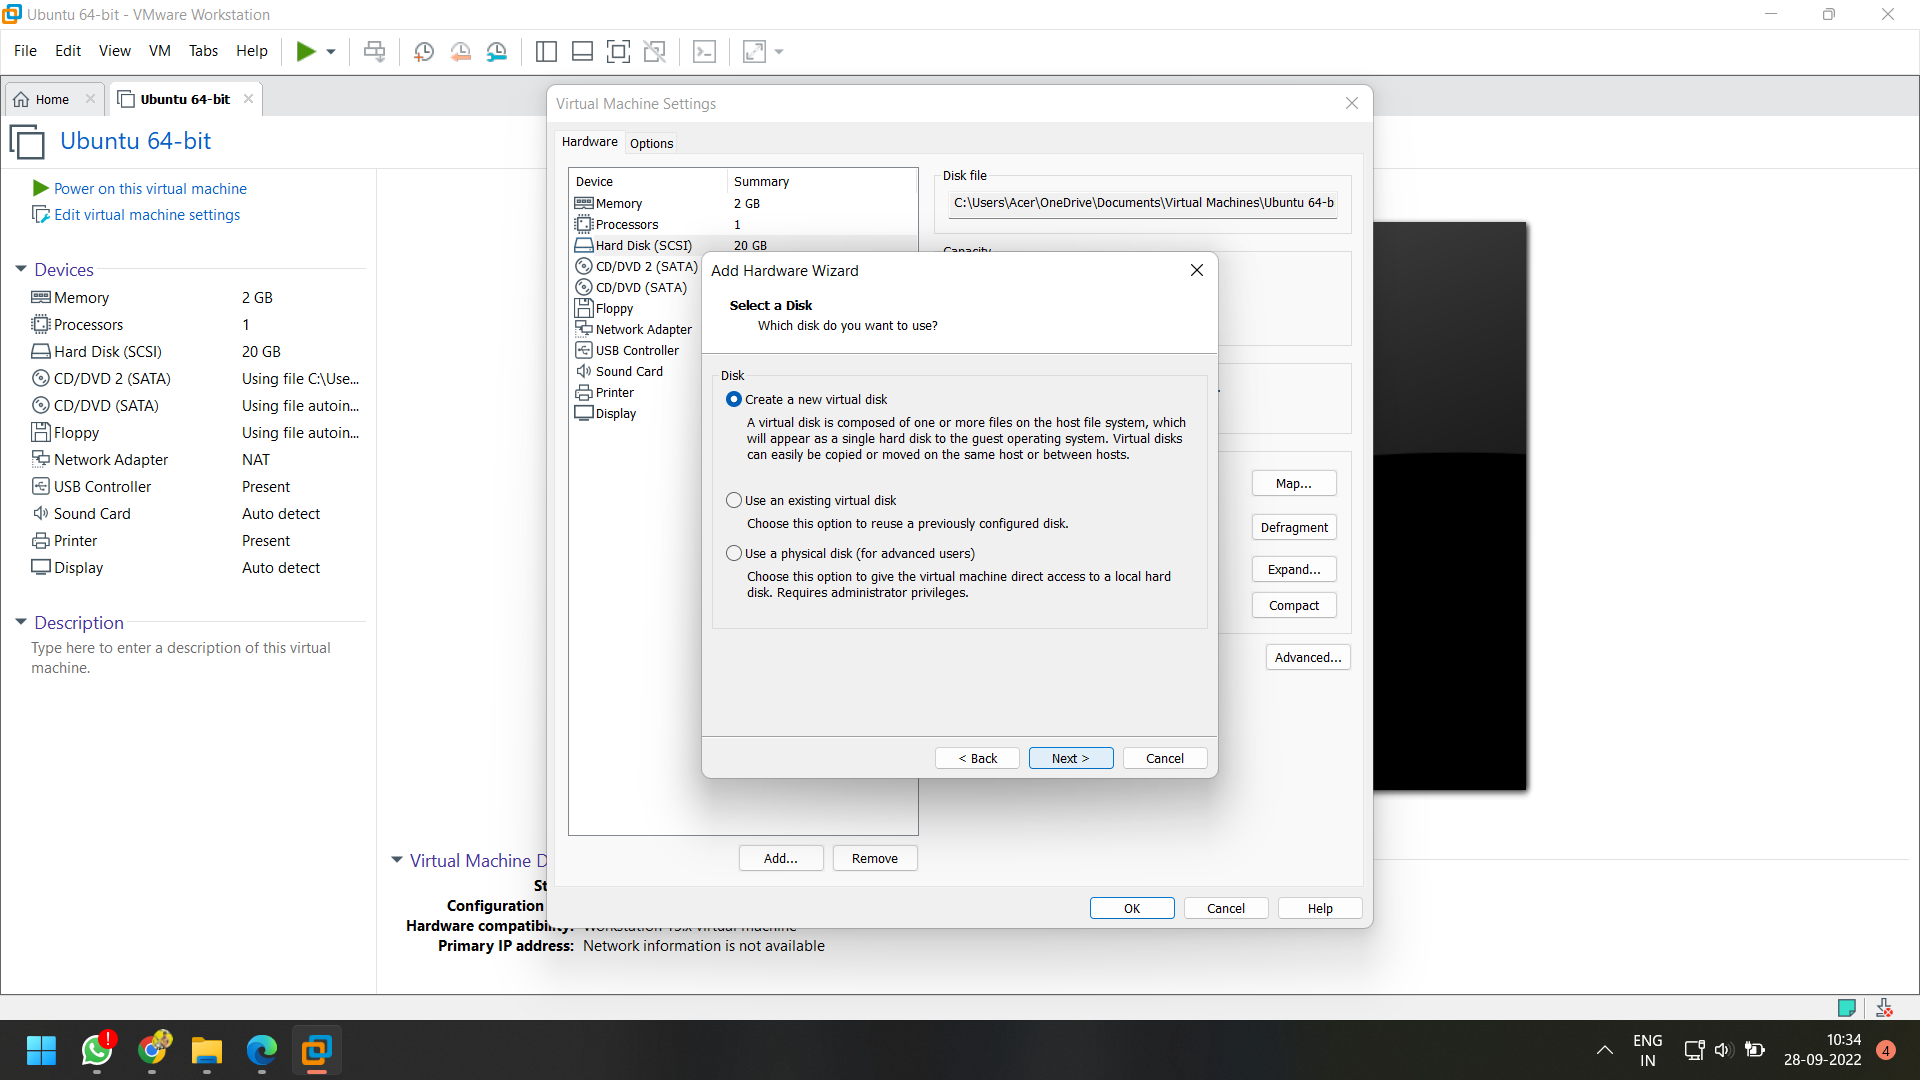 Ubuntu 64-bit - VMware Workstation
File Edit View VM Tabs Help
Home
Ubuntu 64-bit
Ubuntu 64-bit
Power on this virtual machine
Edit virtual machine settings
Devices
Memory 2 GB
Processors 1
Hard Disk (SCSI) 20 GB
CD/DVD 2 (SATA) Using file C:\Use...
CD/DVD (SATA) Using file autoin...
Floppy Using file autoin...
Network Adapter NAT
USB Controller Present
Sound Card Auto detect
Printer Present
Display Auto detect
Description
Type here to enter a description of this virtual
machine.
Virtual Machine Settings
Hardware Options
Device Summary
Memory 2 GB
Processors 1
Hard Disk (SCSI) 20 GB
CD/DVD 2 (SATA)
CD/DVD (SATA)
Floppy
Network Adapter
USB Controller
Sound Card
Printer
Display
Disk file
C:\Users\Acer\OneDrive\Documents\Virtual Machines\Ubuntu 64-b
Capacity
Map...
Defragment
Expand...
Compact
Advanced...
Add Hardware Wizard
Select a Disk
Which disk do you want to use?
Disk
Create a new virtual disk
A virtual disk is composed of one or more files on the host file system, which
will appear as a single hard disk to the guest operating system. Virtual disks
can easily be copied or moved on the same host or between hosts.
Use an existing virtual disk
Choose this option to reuse a previously configured disk.
Use a physical disk (for advanced users)
Choose this option to give the virtual machine direct access to a local hard
disk. Requires administrator privileges.
< Back Next > Cancel
Add... Remove
OK Cancel Help
Virtual Machine D
St
Configuration
Hardware compatibility: Workstation 15.x virtual machine
Primary IP address: Network information is not available
ENG
IN
10:34
28-09-2022
4